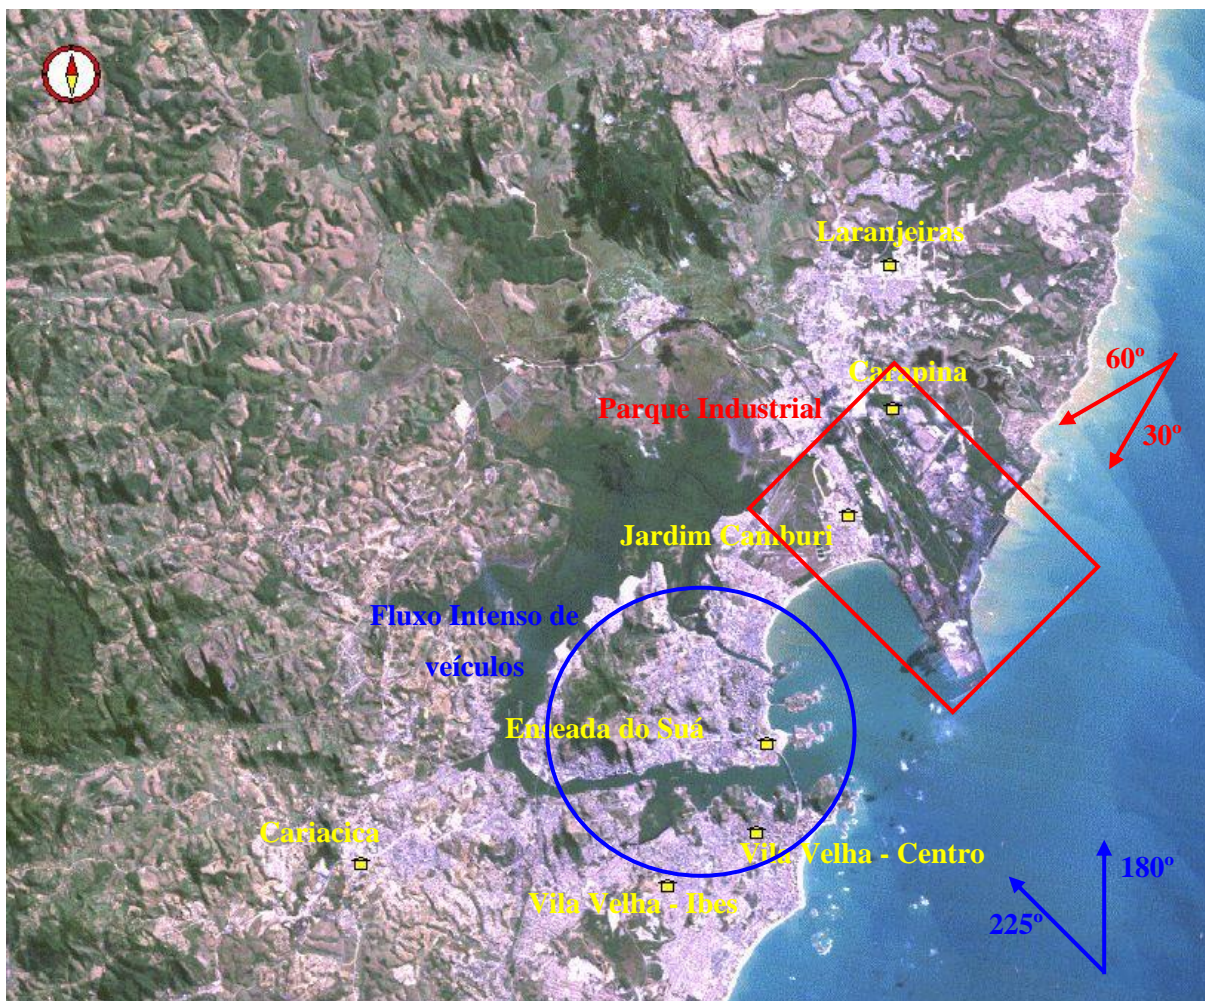 Laranjeiras
60º
Carapina
Parque Industrial
30º
Jardim Camburi
Fluxo Intenso de
veículos
Enseada do Suá
Cariacica
Vila Velha - Centro
180º
Vila Velha - Ibes
225º